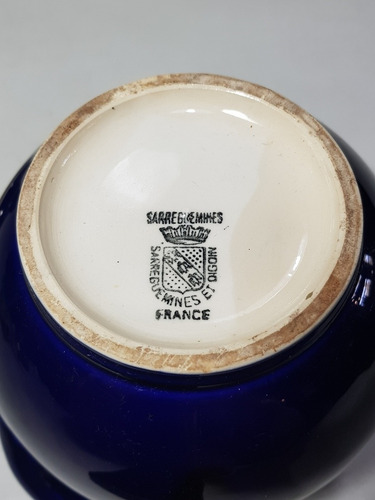 SARREGUEMINES
SARREGUEMINES ET DIGOIN
FRANCE